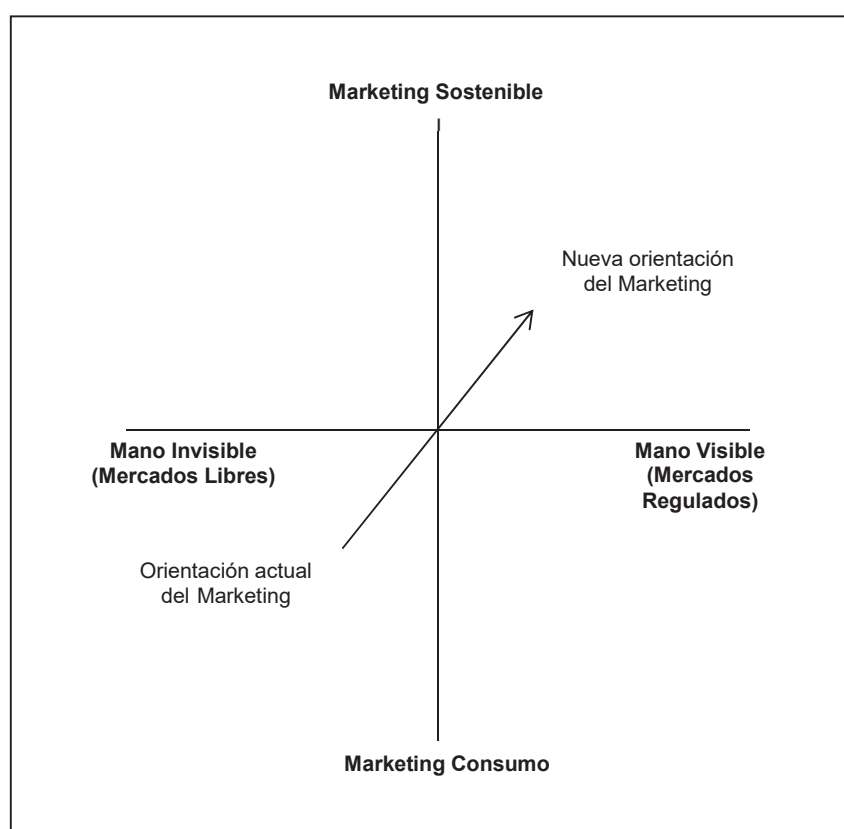 Marketing Sostenible
Nueva orientación
del Marketing
Mano Invisible
(Mercados Libres)
Mano Visible
(Mercados
Regulados)
Orientación actual
del Marketing
Marketing Consumo